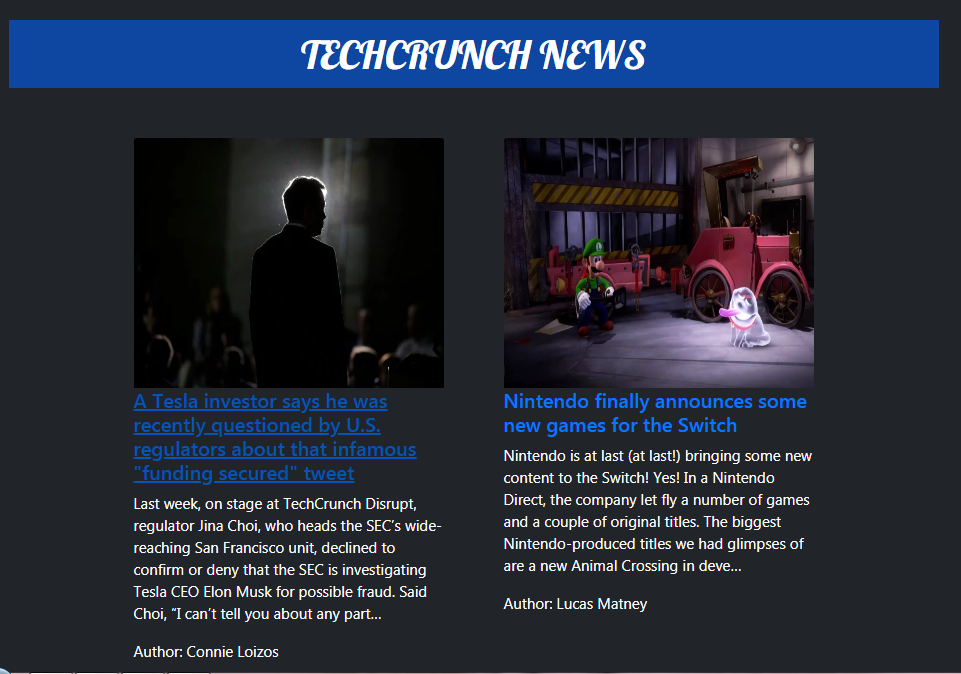 TECHCRUNCH NEWS
A Tesla investor says he was
recently questioned by U.S.
regulators about that infamous
"funding secured" tweet
Last week, on stage at TechCrunch Disrupt,
regulator Jina Choi, who heads the SEC's wide-
reaching San Francisco unit, declined to
confirm or deny that the SEC is investigating
Tesla CEO Elon Musk for possible fraud. Said
Choi, “I can’t tell you about any part...
Author: Connie Loizos
Nintendo finally announces some
new games for the Switch
Nintendo is at last (at last!) bringing some new
content to the Switch! Yes! In a Nintendo
Direct, the company let fly a number of games
and a couple of original titles. The biggest
Nintendo-produced titles we had glimpses of
are a new Animal Crossing in deve...
Author: Lucas Matney